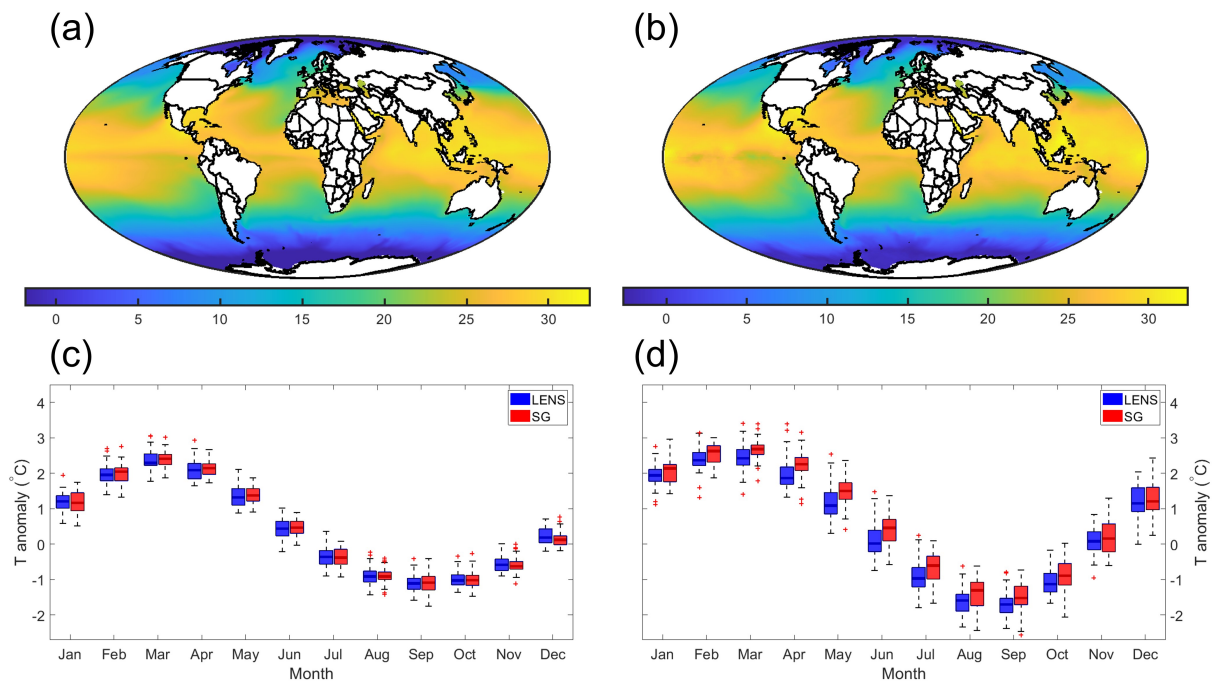 (a)
(b)
0 5 10 15 20 25 30
0 5 10 15 20 25 30
(c)
(d)
LENS
SG
4
3
2
1
0
-1
-2
T anomaly (°C)
Jan Feb Mar Apr May Jun Jul Aug Sep Oct Nov Dec
Month
LENS
SG
4
3
2
1
0
-1
-2
T anomaly (°C)
Jan Feb Mar Apr May Jun Jul Aug Sep Oct Nov Dec
Month